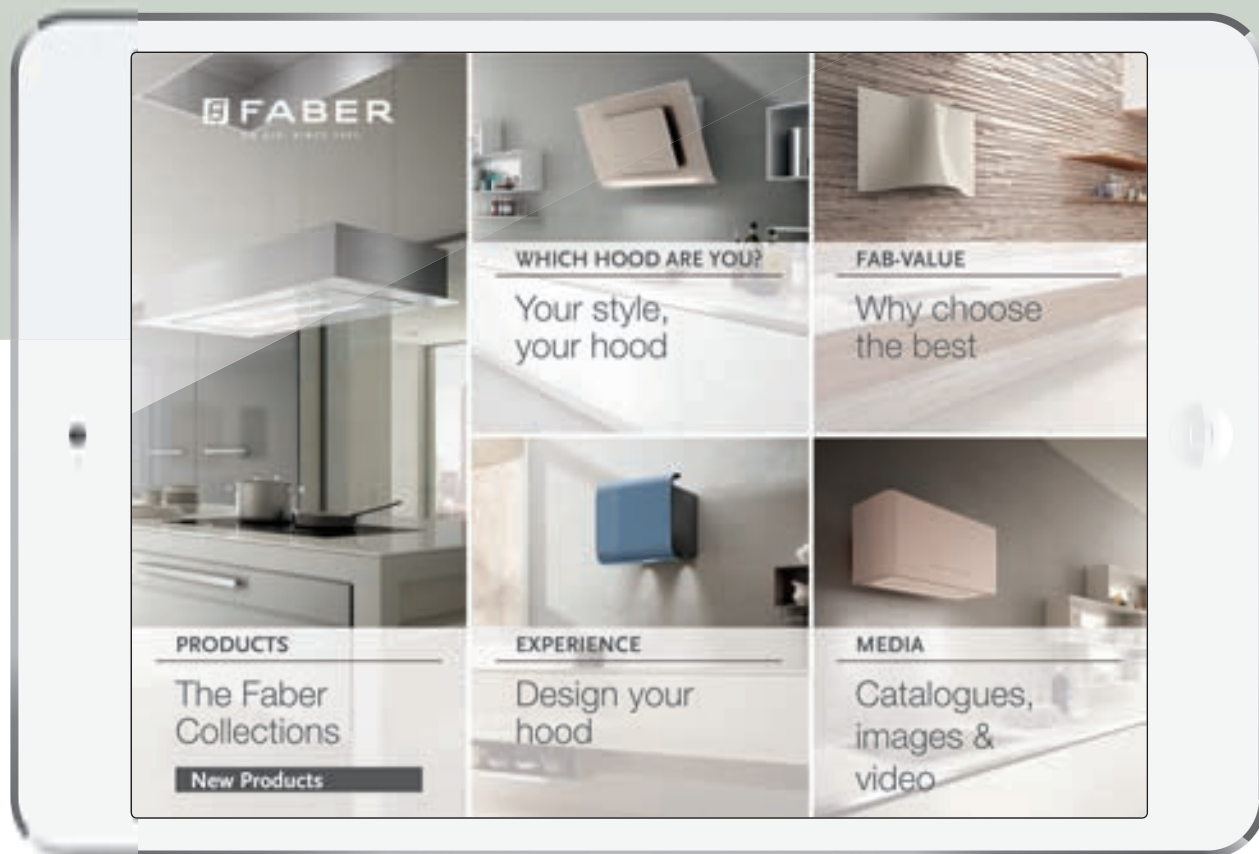 FABER
PRODUCTS
The Faber
Collections
New Products
WHICH HOOD ARE YOU?
Your style,
your hood
FAB-VALUE
Why choose
the best
EXPERIENCE
Design your
hood
MEDIA
Catalogues,
images &
video